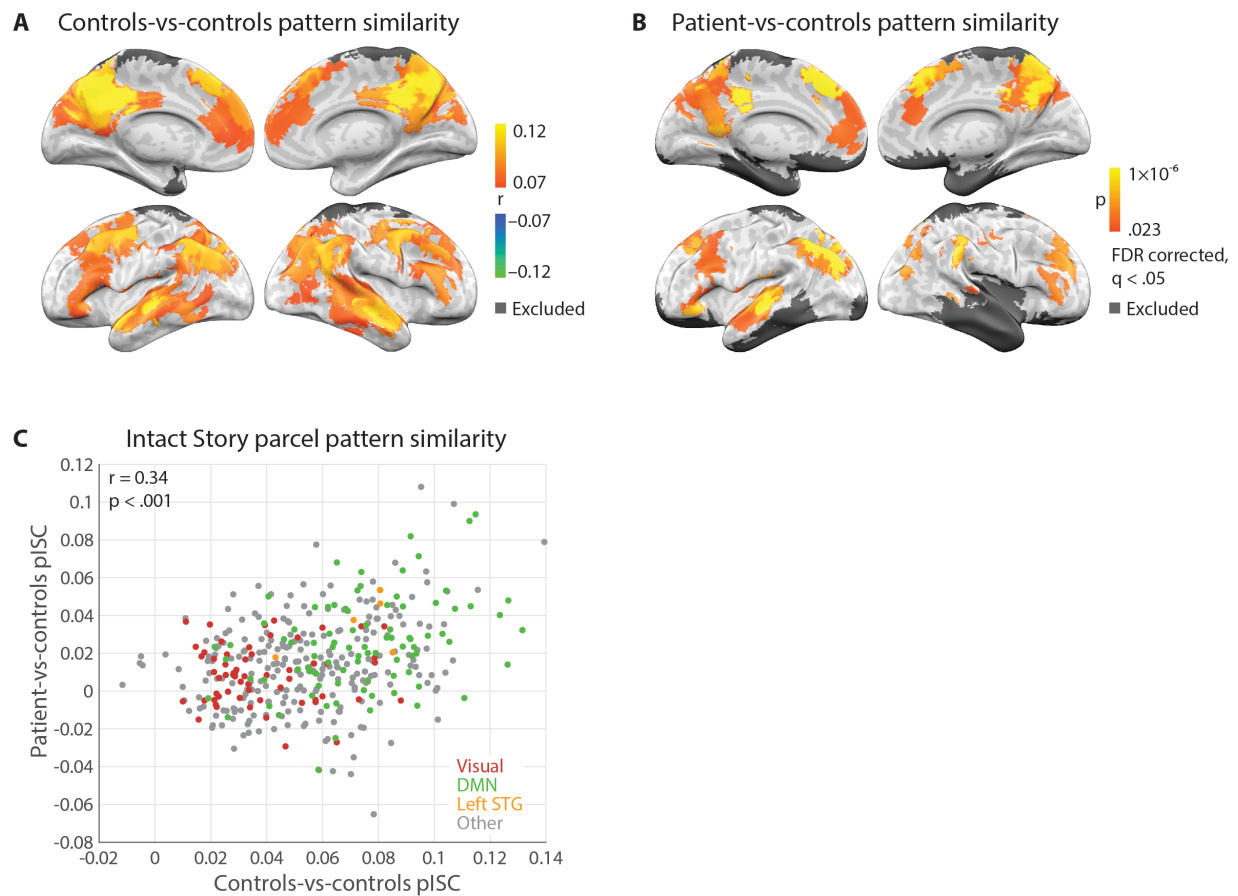 A Controls-vs-controls pattern similarity
0.12
0.07
r
−0.07
−0.12
Excluded
B Patient-vs-controls pattern similarity
1×10⁻⁶
p
.023
FDR corrected,
q < .05
Excluded
C Intact Story parcel pattern similarity
r = 0.34
p < .001
Patient-vs-controls pISC
0.12
0.1
0.08
0.06
0.04
0.02
0
-0.02
-0.04
-0.06
-0.08
Visual
DMN
Left STG
Other
-0.02 0 0.02 0.04 0.06 0.08 0.1 0.12 0.14
Controls-vs-controls pISC